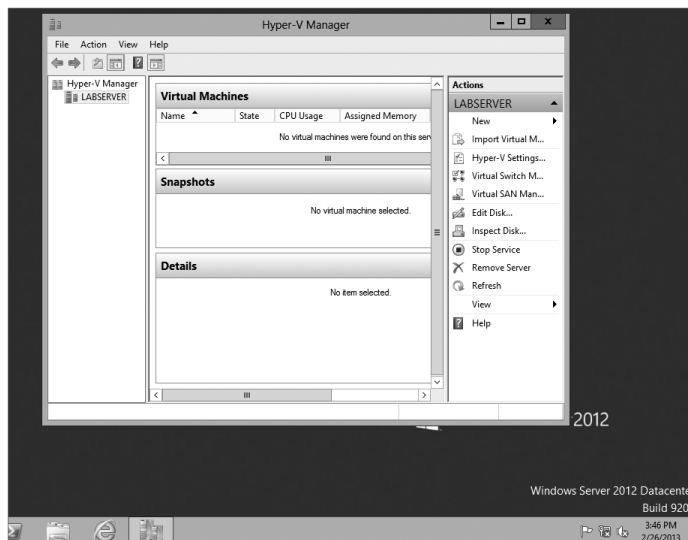 Hyper-V Manager
File Action View Help
Hyper-V Manager
LABSERVER
Virtual Machines
Name State CPU Usage Assigned Memory
No virtual machines were found on this serv
Snapshots
No virtual machine selected.
Details
No item selected.
Actions
LABSERVER
New
Import Virtual M...
Hyper-V Settings...
Virtual Switch M...
Virtual SAN Man...
Edit Disk...
Inspect Disk...
Stop Service
Remove Server
Refresh
View
Help
2012
Windows Server 2012 Datacente
Build 920
3:46 PM
2/26/2013